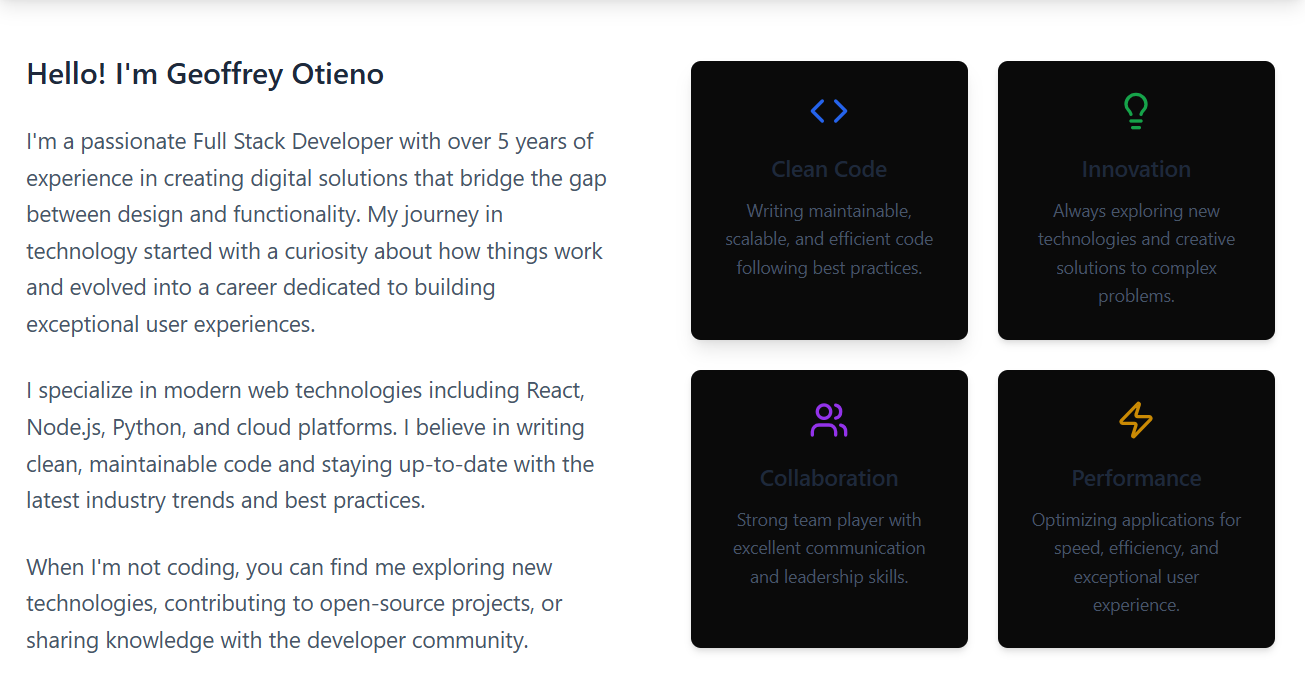 Hello! I'm Geoffrey Otieno
I'm a passionate Full Stack Developer with over 5 years of
experience in creating digital solutions that bridge the gap
between design and functionality. My journey in
technology started with a curiosity about how things work
and evolved into a career dedicated to building
exceptional user experiences.
I specialize in modern web technologies including React,
Node.js, Python, and cloud platforms. I believe in writing
clean, maintainable code and staying up-to-date with the
latest industry trends and best practices.
When I'm not coding, you can find me exploring new
technologies, contributing to open-source projects, or
sharing knowledge with the developer community.
Clean Code
Writing maintainable,
scalable, and efficient code
following best practices.
Innovation
Always exploring new
technologies and creative
solutions to complex
problems.
Collaboration
Strong team player with
excellent communication
and leadership skills.
Performance
Optimizing applications for
speed, efficiency, and
exceptional user
experience.